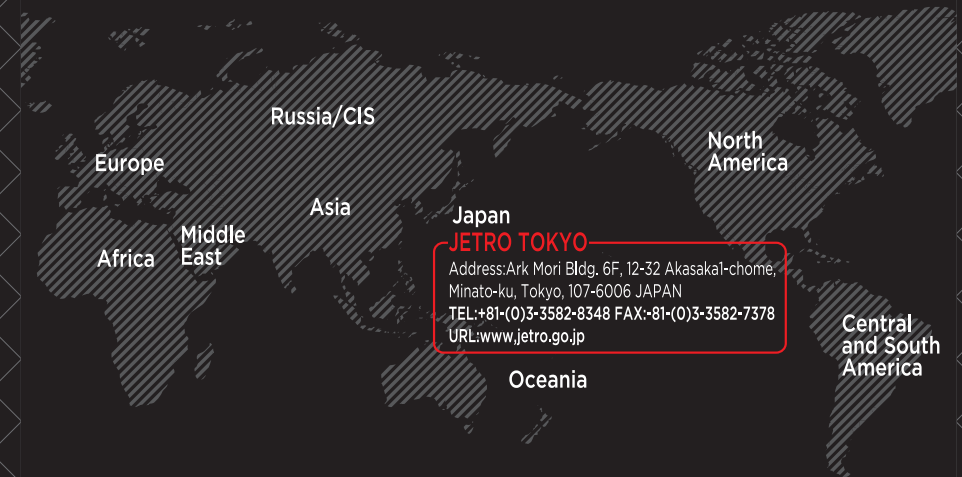 Russia/CIS
North
America
Europe
Asia
Japan
Middle
East
Africa
JETRO TOKYO
Address:Ark Mori Bldg. 6F, 12-32 Akasaka1-chome,
Minato-ku, Tokyo, 107-6006 JAPAN
TEL:+81-(0)3-3582-8348 FAX:-81-(0)3-3582-7378
URL:www,jetro.go.jp
Central
and South
America
Oceania